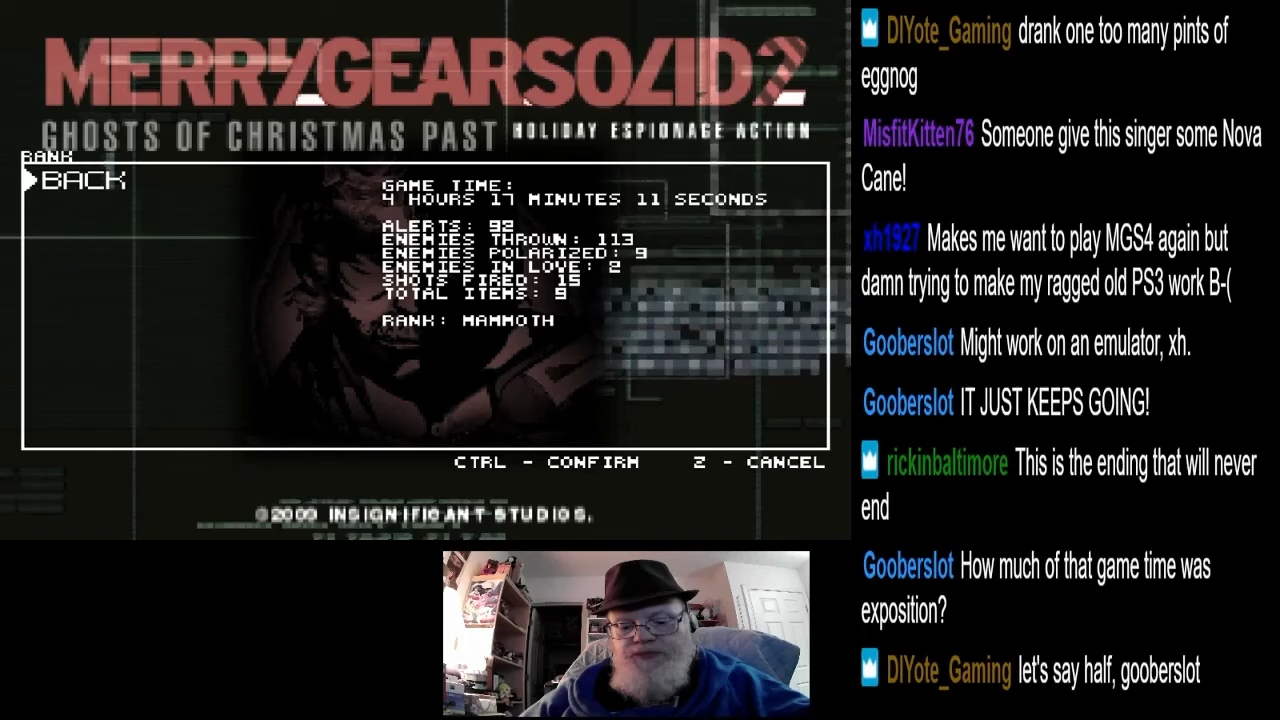 MERRY GEAR SOLID 2
GHOSTS OF CHRISTMAS PAST HOLIDAY ESPIONAGE ACTION
RANK
BACK
GAME TIME:
4 HOURS 17 MINUTES 11 SECONDS
ALERTS: 92
ENEMIES THROWN: 113
ENEMIES POLARIZED: 9
ENEMIES IN LOVE: 2
SHOTS FIRED: 15
TOTAL ITEMS: 9
RANK: MAMMOTH
CTRL - CONFIRM Z - CANCEL
©2009 INSIGNIFICANT STUDIOS.
DIYote_Gaming drank one too many pints of
eggnog
MisfitKitten76 Someone give this singer some Nova
Cane!
xh1927 Makes me want to play MGS4 again but
damn trying to make my ragged old PS3 work B-(
Gooberslot Might work on an emulator, xh.
Gooberslot IT JUST KEEPS GOING!
rickinbaltimore This is the ending that will never
end
Gooberslot How much of that game time was
exposition?
DIYote_Gaming let's say half, gooberslot